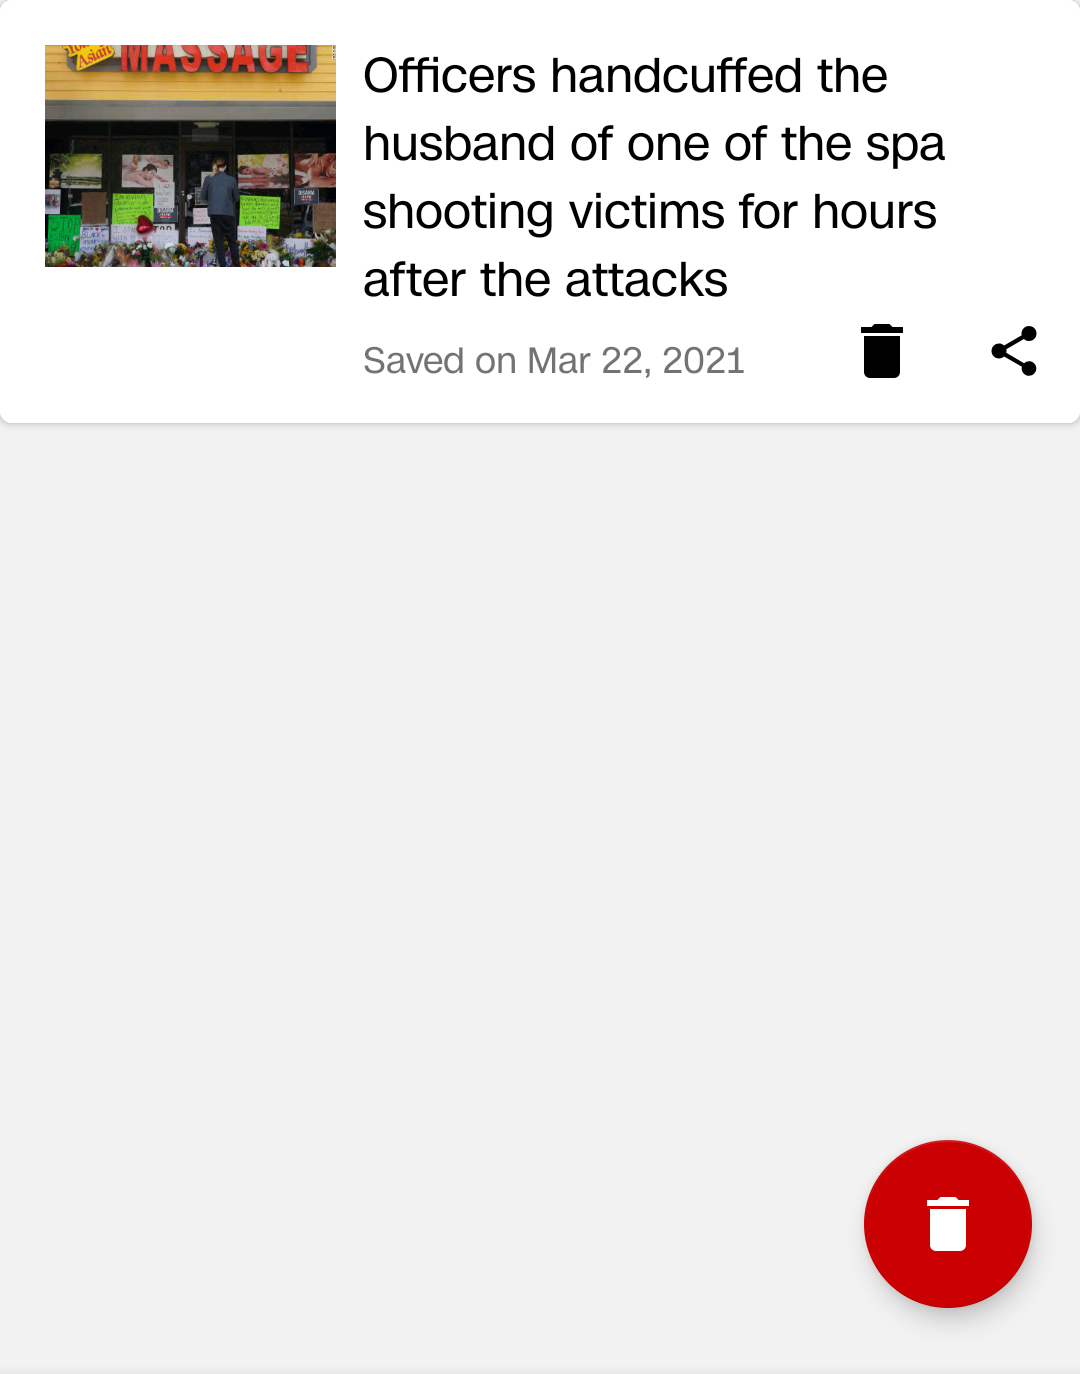 Young
Asian
MASSAGE
Officers handcuffed the
husband of one of the spa
shooting victims for hours
after the attacks
Saved on Mar 22, 2021